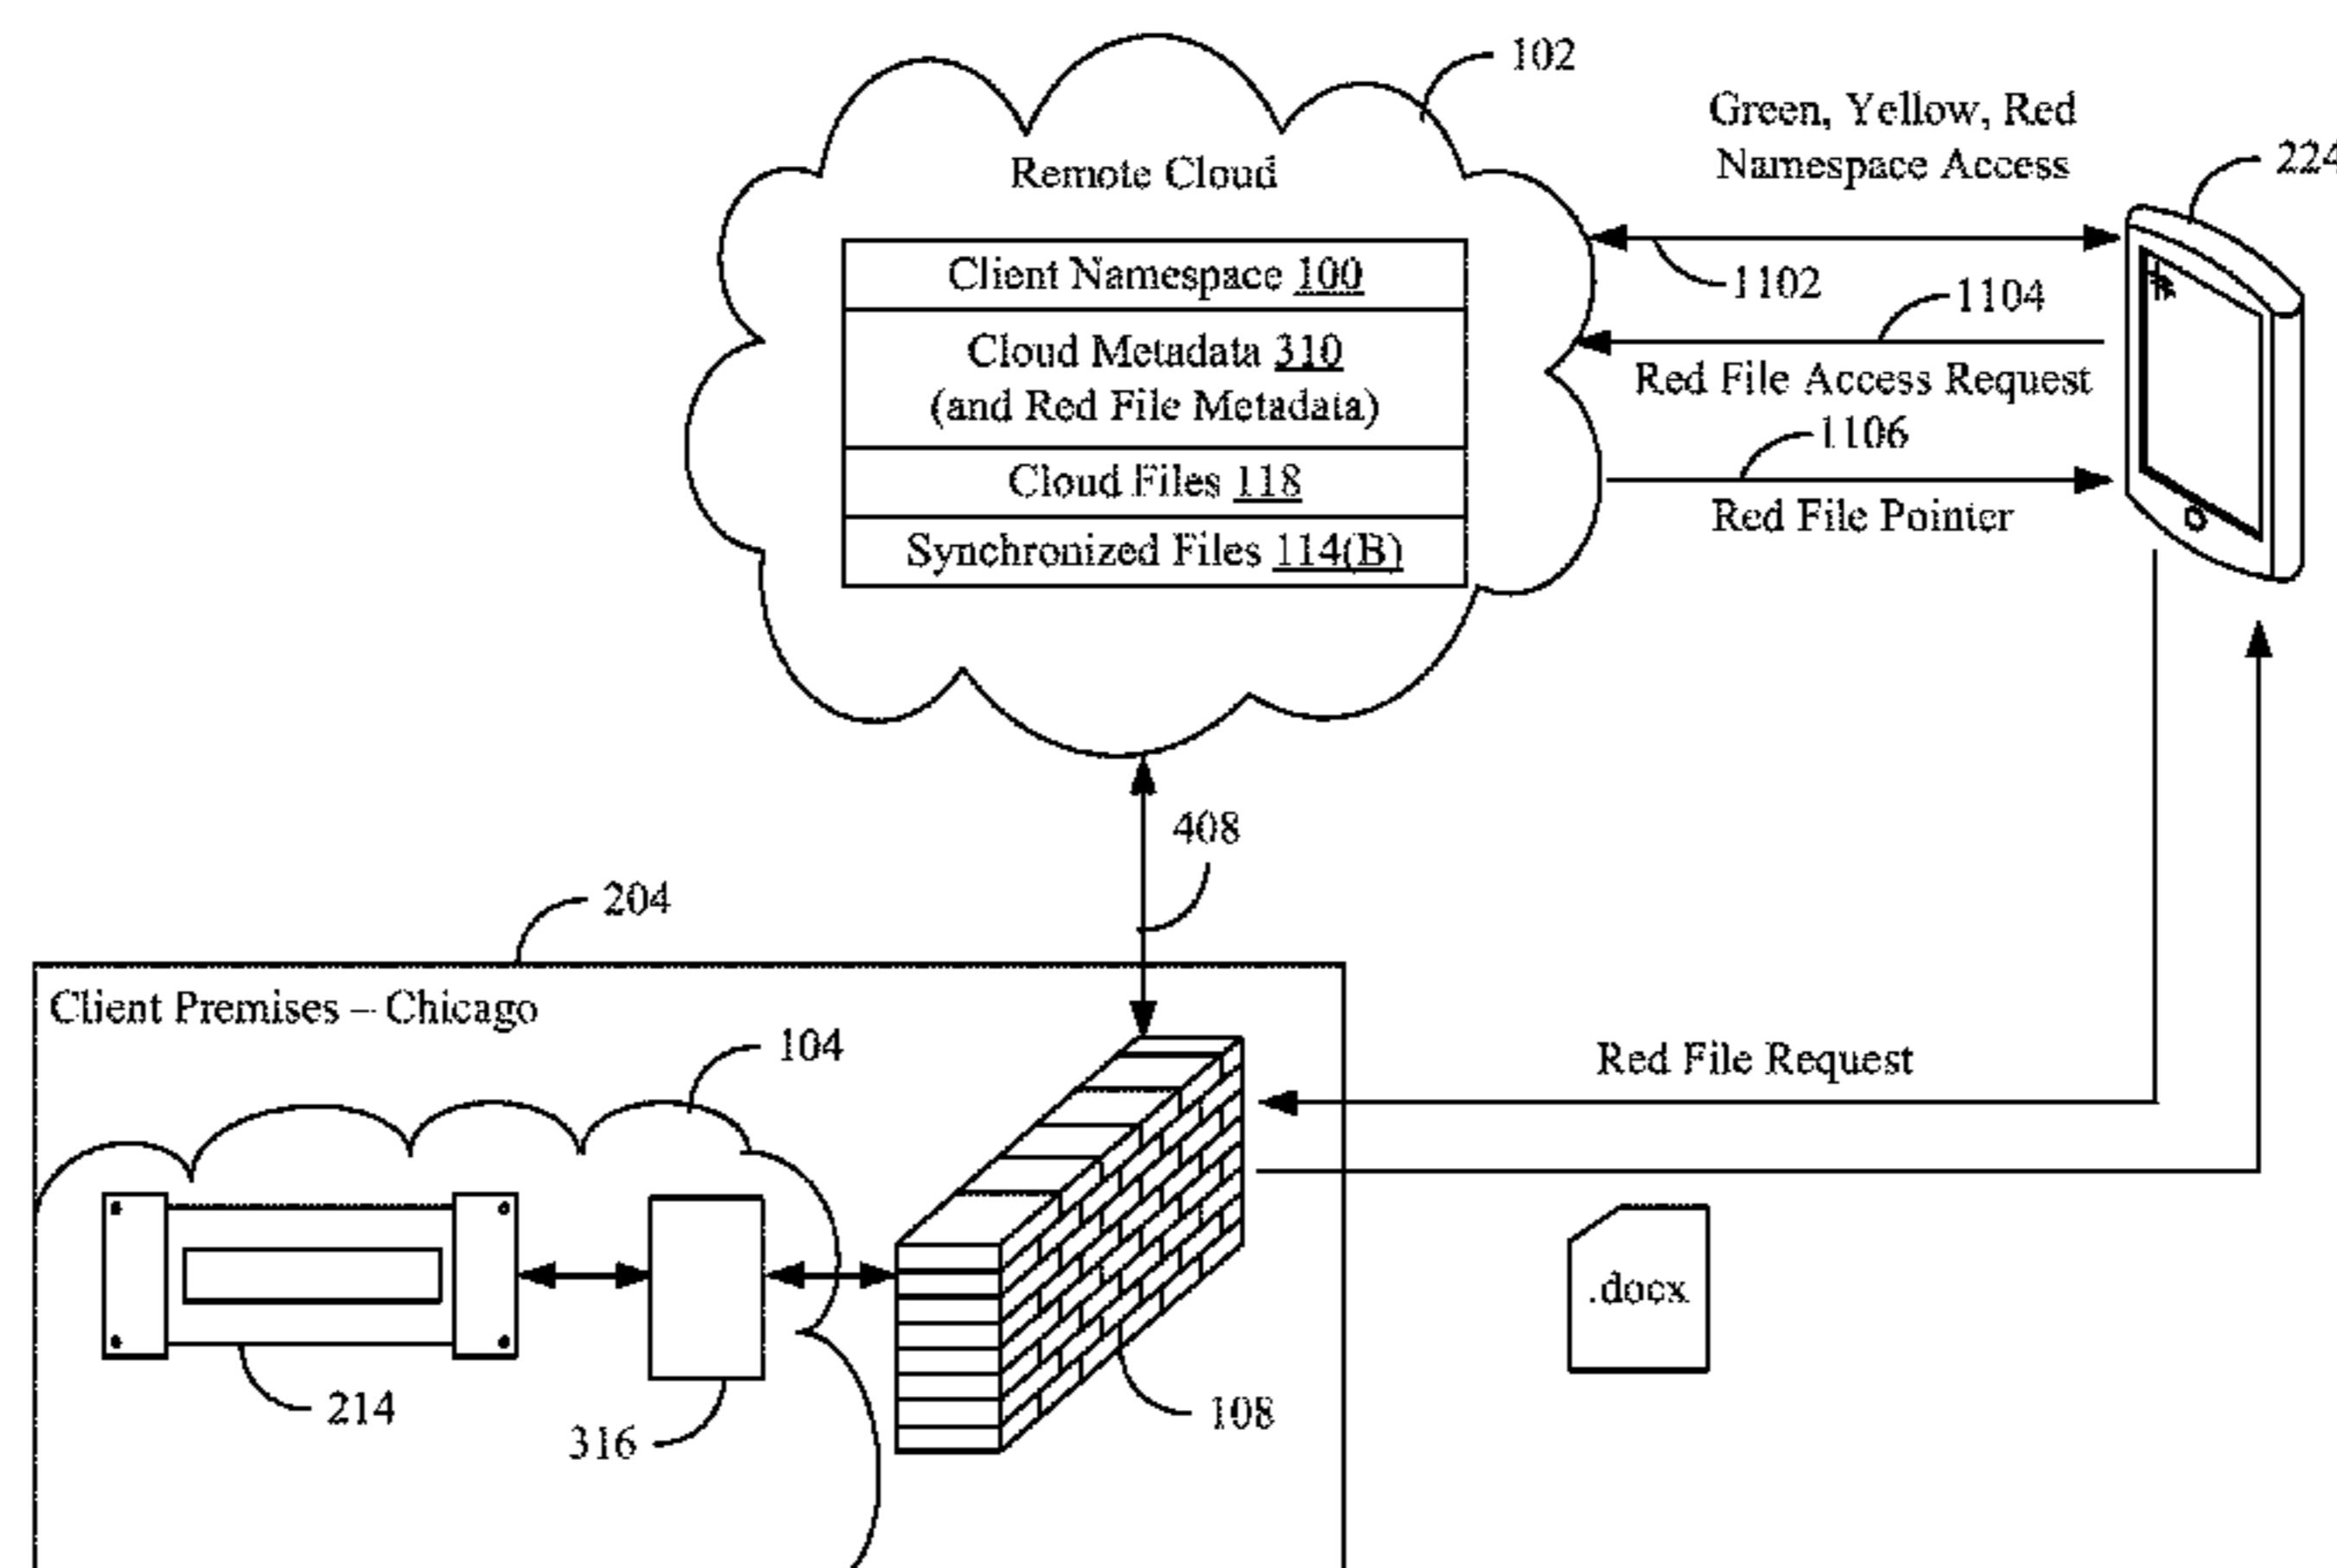 102
Green, Yellow, Red
Namespace Access
224
Remote Cloud
Client Namespace 100
1102
1104
Cloud Metadata 310
(and Red File Metadata)
Red File Access Request
1106
Cloud Files 118
Red File Pointer
Synchronized Files 114(B)
408
204
Client Premises – Chicago
104
Red File Request
.docx
214
316
108